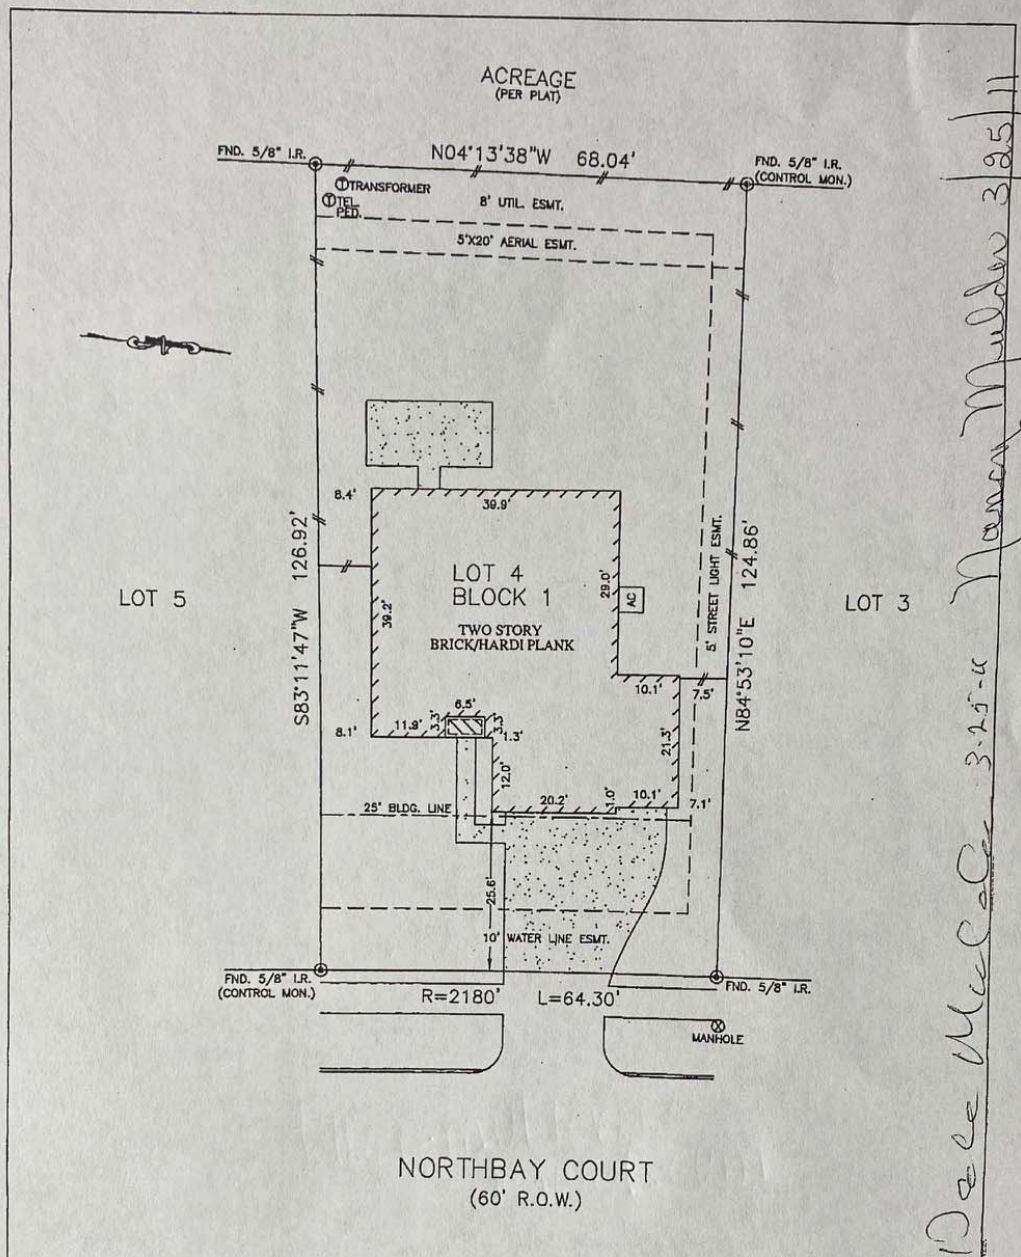 ACREAGE
(PER PLAT)
FND. 5/8" I.R.
N04°13'38"W 68.04'
FND. 5/8" I.R.
(CONTROL MON.)
TRANSFORMER
TEL
PED.
8' UTIL. ESMT.
5'X20' AERIAL ESMT.
8.4'
39.9'
S83°11'47"W 126.92'
LOT 5
39.2'
LOT 4
BLOCK 1
TWO STORY
BRICK/HARDI PLANK
29.0'
AC
5' STREET LIGHT ESMT.
N84°53'10"E 124.86'
LOT 3
10.1'
7.5'
8.1'
11.9'
3.3'
6.5'
3.3'
1.3'
12.0'
21.3'
25' BLDG. LINE
20.2'
1.0'
10.1'
7.1'
25.6'
10' WATER LINE ESMT.
FND. 5/8" I.R.
(CONTROL MON.)
R=2180' L=64.30'
FND. 5/8" I.R.
MANHOLE
NORTHBAY COURT
(60' R.O.W.)
Nancy 3/25/11
3-25-11